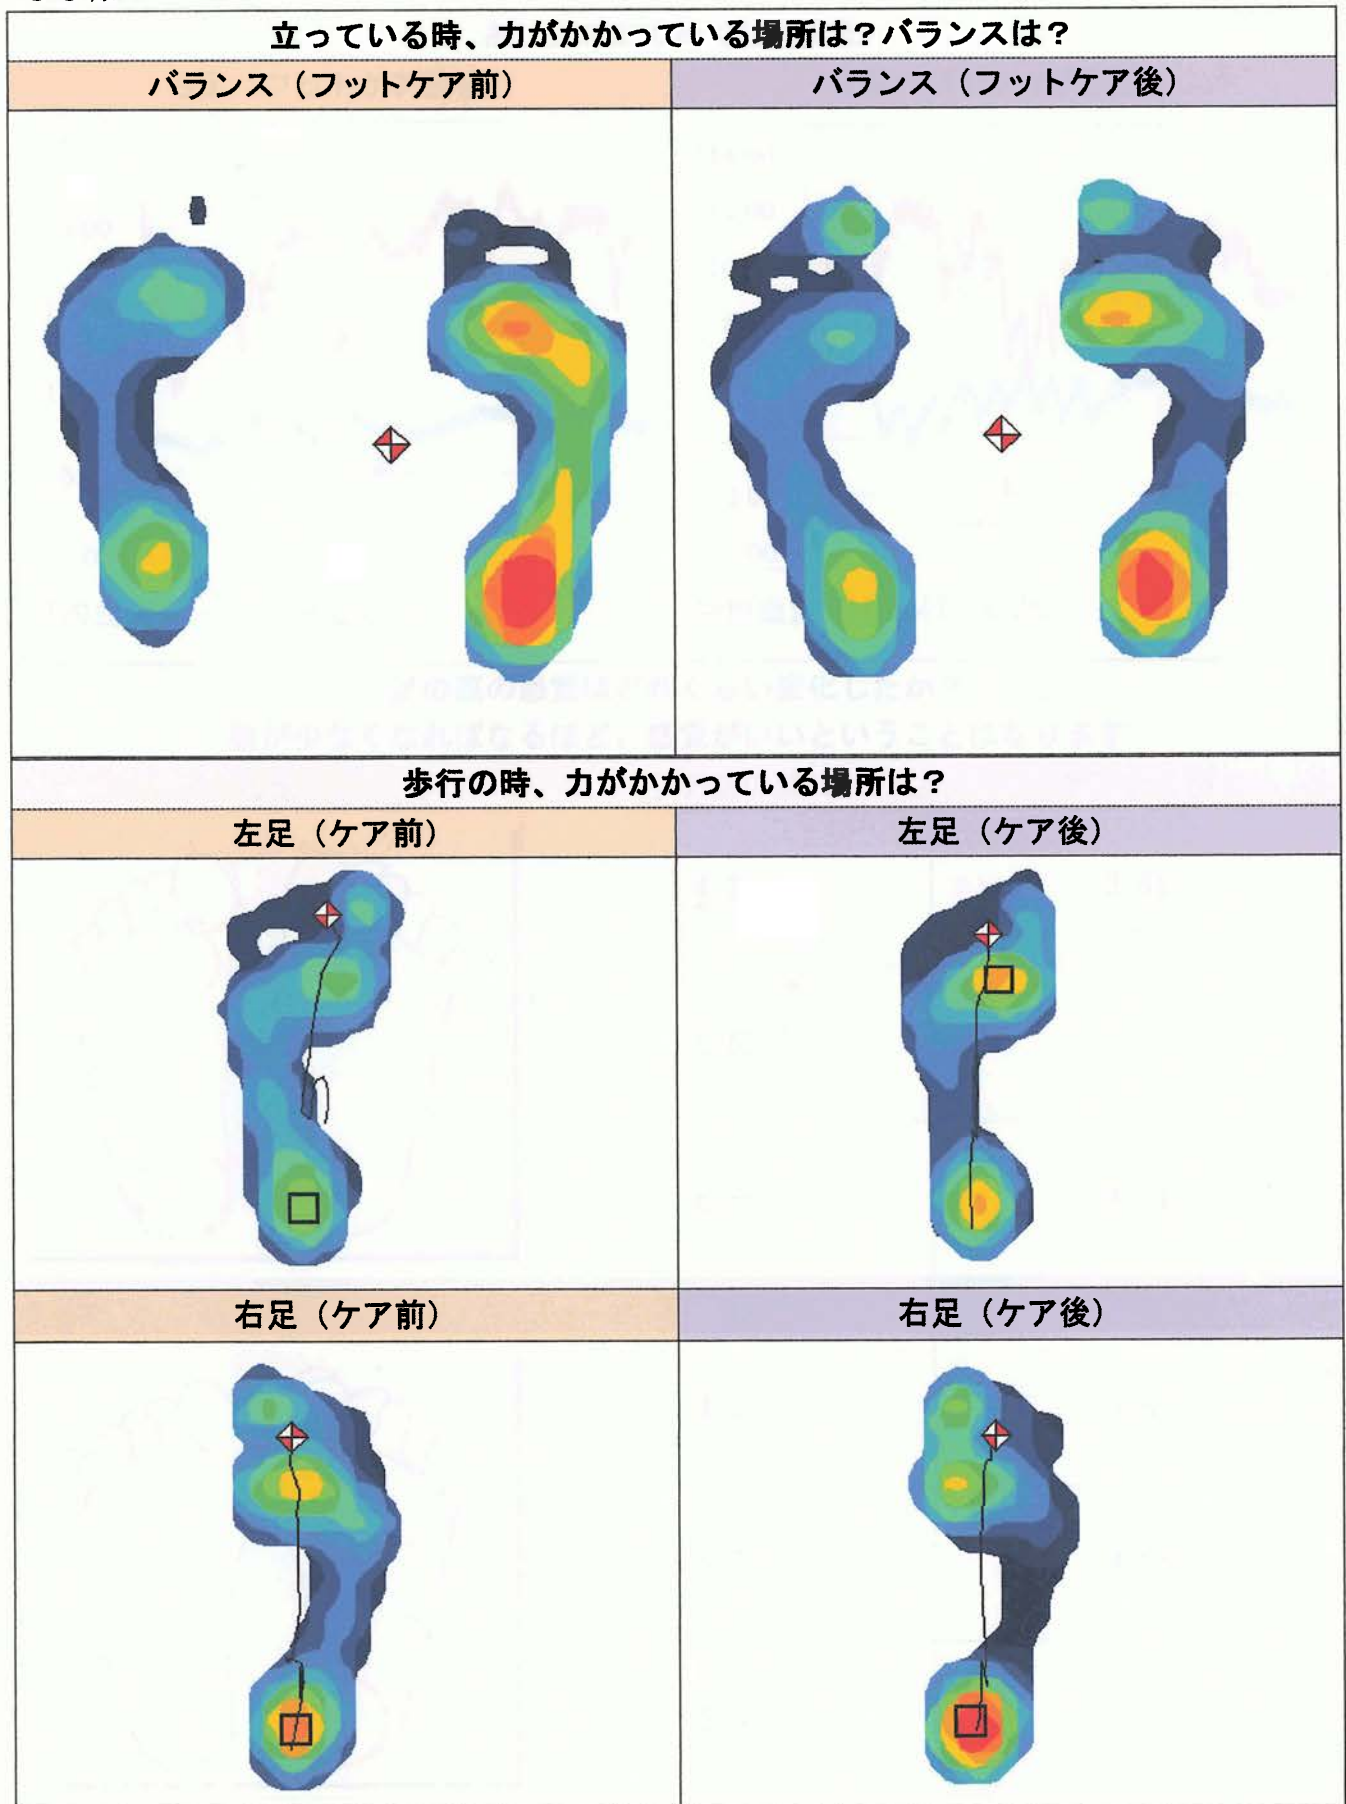 立っている時、力がかかっている場所は？バランスは？
バランス（フットケア前）
バランス（フットケア後）
歩行の時、力がかかっている場所は？
左足（ケア前）
左足（ケア後）
右足（ケア前）
右足（ケア後）